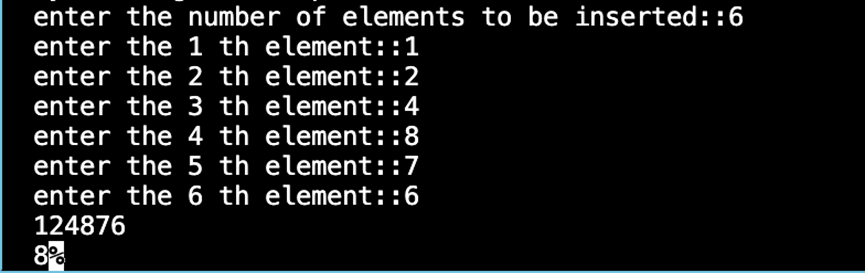 enter the number of elements to be inserted::6
enter the 1 th element::1
enter the 2 th element::2
enter the 3 th element::4
enter the 4 th element::8
enter the 5 th element::7
enter the 6 th element::6
124876
8%